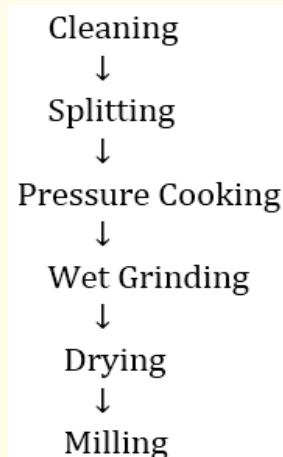 Cleaning
↓
Splitting
↓
Pressure Cooking
↓
Wet Grinding
↓
Drying
↓
Milling